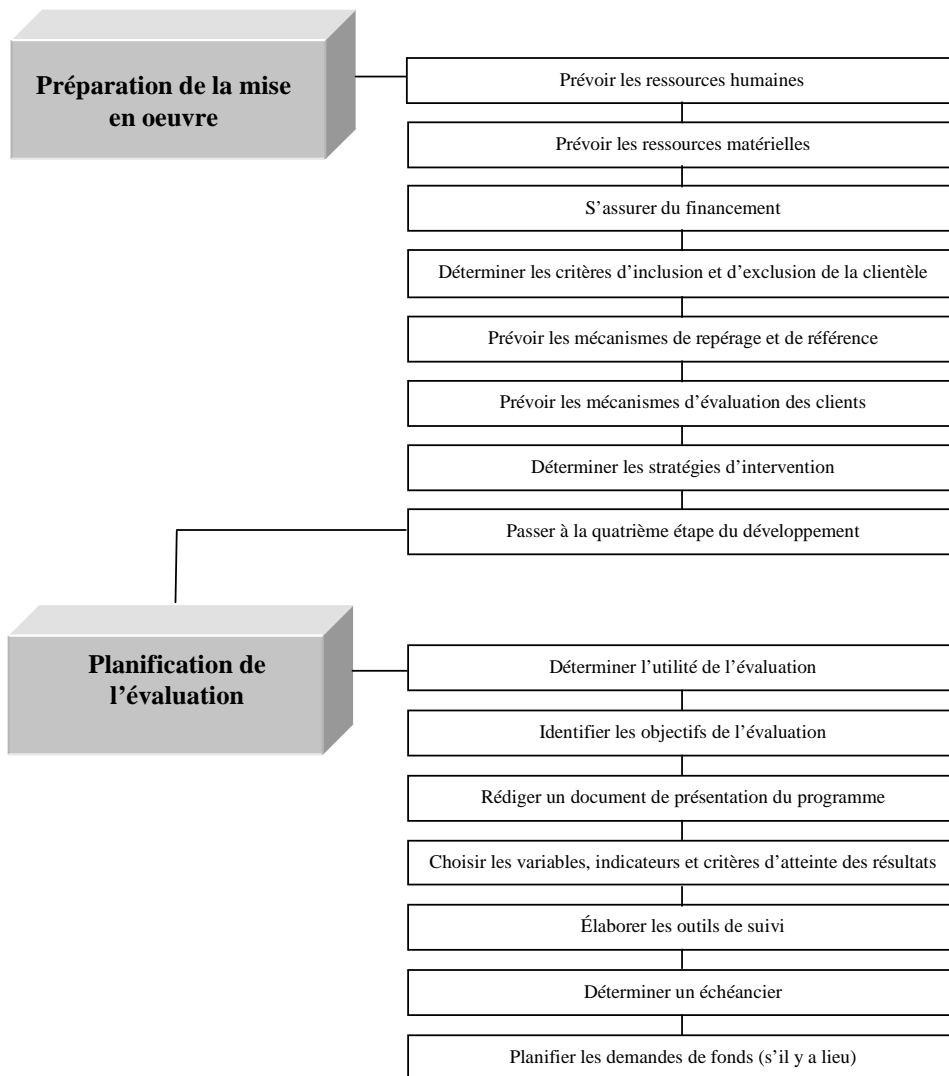 Préparation de la mise
en oeuvre
Prévoir les ressources humaines
Prévoir les ressources matérielles
S’assurer du financement
Déterminer les critères d’inclusion et d’exclusion de la clientèle
Prévoir les mécanismes de repérage et de référence
Prévoir les mécanismes d’évaluation des clients
Déterminer les stratégies d’intervention
Passer à la quatrième étape du développement
Planification de
l’évaluation
Déterminer l’utilité de l’évaluation
Identifier les objectifs de l’évaluation
Rédiger un document de présentation du programme
Choisir les variables, indicateurs et critères d’atteinte des résultats
Élaborer les outils de suivi
Déterminer un échéancier
Planifier les demandes de fonds (s’il y a lieu)